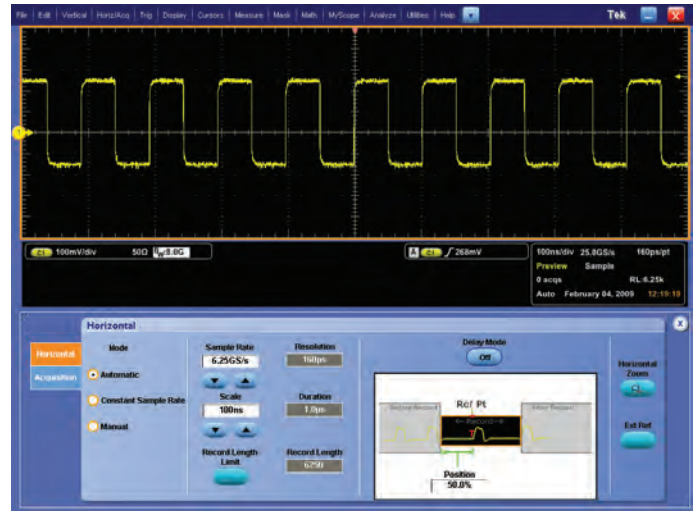 File Edit Vertical Horiz/Acq Trig Display Cursors Measure Mask Math MyScope Analyze Utilities Help Tek
1
C1 100mV/div 50Ω BW:8.0G
A C1 268mV
100ns/div 25.0GS/s 160ps/pt
Preview Sample
0 acqs RL:6.25k
Auto February 04, 2009 12:19:19
Horizontal X
Horizontal
Acquisition
Mode
Automatic
Constant Sample Rate
Manual
Sample Rate
6.25GS/s
Scale
100ns
Record Length
Limit
Resolution
160ps
Duration
1.0µs
Record Length
6250
Delay Mode
Off
Ref Pt
Record
Position
50.0%
Horizontal
Zoom
Ext Ref